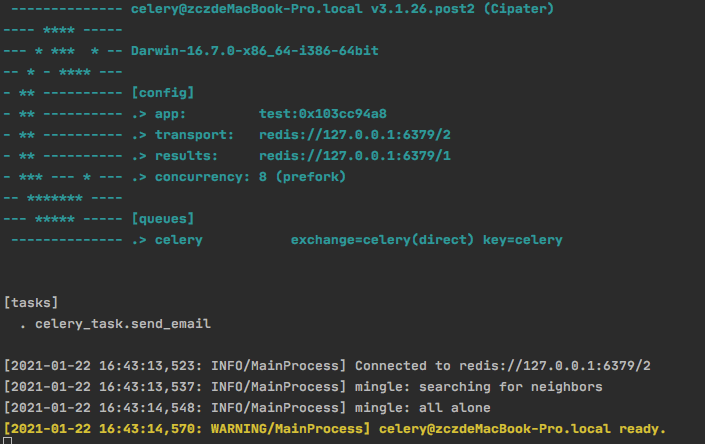 -------------- celery@zczdeMacBook-Pro.local v3.1.26.post2 (Cipater)
---- **** -----
--- * ***  * -- Darwin-16.7.0-x86_64-i386-64bit
-- * - **** ---
- ** ---------- [config]
- ** ---------- .> app:         test:0x103cc94a8
- ** ---------- .> transport:   redis://127.0.0.1:6379/2
- ** ---------- .> results:     redis://127.0.0.1:6379/1
- *** --- * --- .> concurrency: 8 (prefork)
-- ******* ----
--- ***** ----- [queues]
 -------------- .> celery           exchange=celery(direct) key=celery
[tasks]
  . celery_task.send_email
[2021-01-22 16:43:13,523: INFO/MainProcess] Connected to redis://127.0.0.1:6379/2
[2021-01-22 16:43:13,537: INFO/MainProcess] mingle: searching for neighbors
[2021-01-22 16:43:14,548: INFO/MainProcess] mingle: all alone
[2021-01-22 16:43:14,570: WARNING/MainProcess] celery@zczdeMacBook-Pro.local ready.